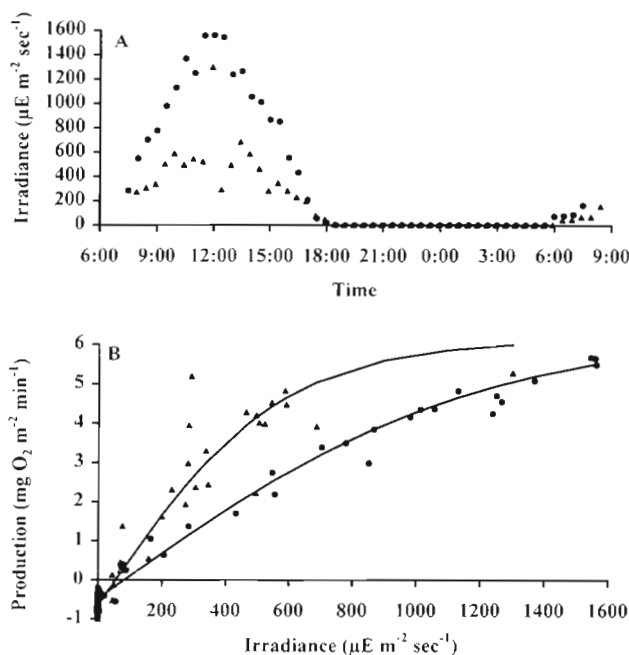 A
Irradiance (µE m⁻² sec⁻¹)
1600
1400
1200
1000
800
600
400
200
0
6:00 9:00 12:00 15:00 18:00 21:00 0:00 3:00 6:00 9:00
Time
B
Production (mg O₂ m⁻² min⁻¹)
6
5
4
3
2
1
0
-1
200 400 600 800 1000 1200 1400 1600
Irradiance (µE m⁻² sec⁻¹)